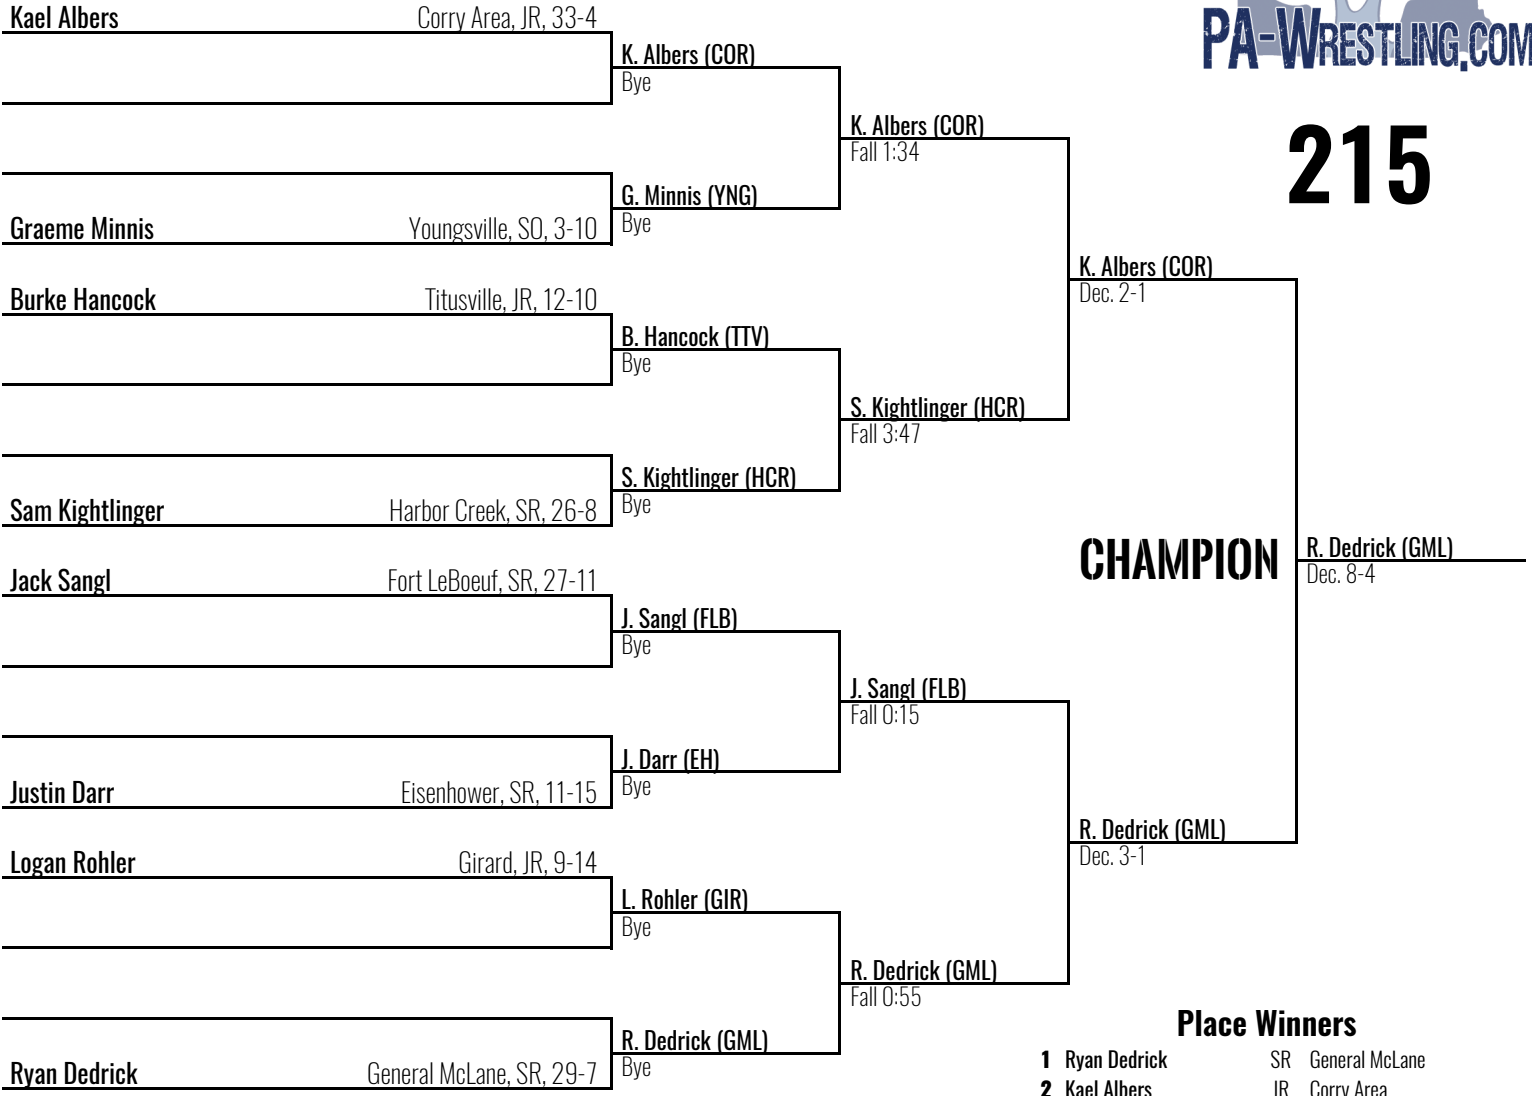 Kael Albers Corry Area, JR, 33-4
Graeme Minnis Youngsville, SO, 3-10
Burke Hancock Titusville, JR, 12-10
Sam Kightlinger Harbor Creek, SR, 26-8
Jack Sangl Fort LeBoeuf, SR, 27-11
Justin Darr Eisenhower, SR, 11-15
Logan Rohler Girard, JR, 9-14
Ryan Dedrick General McLane, SR, 29-7
K. Albers (COR)
Bye
G. Minnis (YNG)
Bye
B. Hancock (TTV)
Bye
S. Kightlinger (HCR)
Bye
J. Sangl (FLB)
Bye
J. Darr (EH)
Bye
L. Rohler (GIR)
Bye
R. Dedrick (GML)
Bye
K. Albers (COR)
Fall 1:34
S. Kightlinger (HCR)
Fall 3:47
J. Sangl (FLB)
Fall 0:15
R. Dedrick (GML)
Fall 0:55
K. Albers (COR)
Dec. 2-1
R. Dedrick (GML)
Dec. 3-1
CHAMPION
R. Dedrick (GML)
Dec. 8-4
PA-WRESTLING.COM
215
Place Winners
1 Ryan Dedrick SR General McLane
2 Kael Albers JR Corry Area